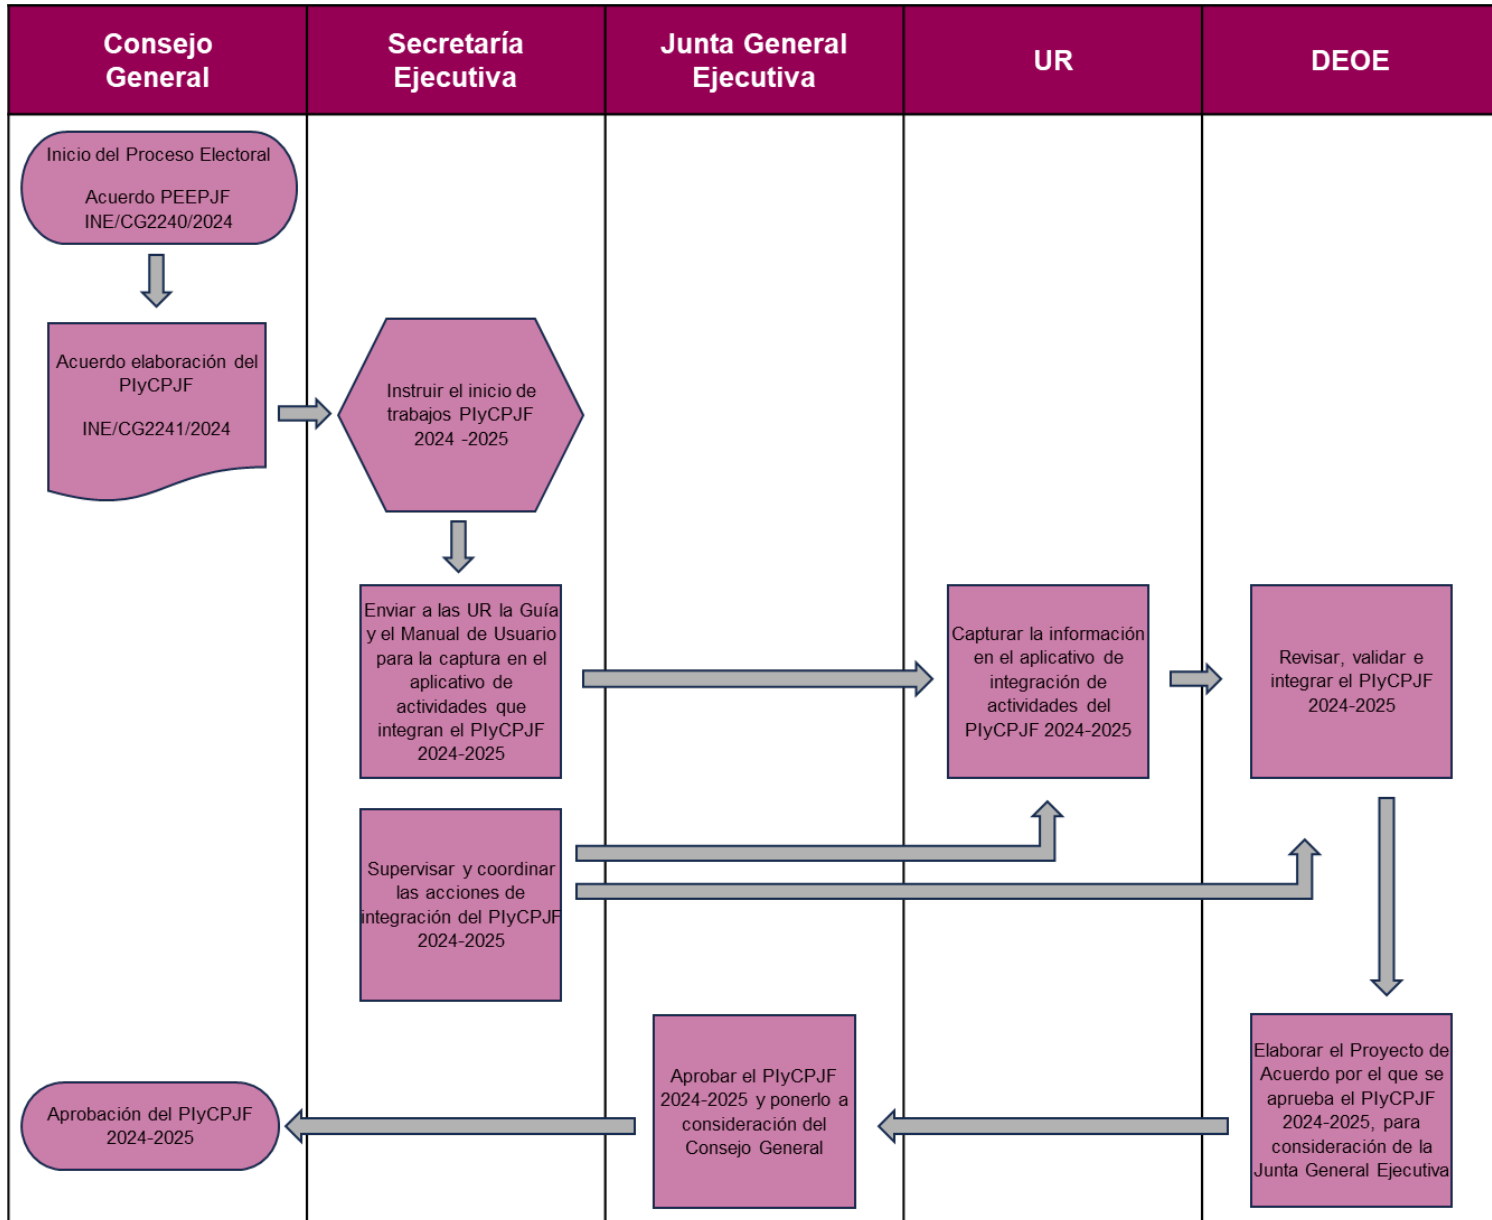 Consejo
General
Secretaría
Ejecutiva
Junta General
Ejecutiva
UR
DEOE
Inicio del Proceso Electoral
Acuerdo PEEPJF
INE/CG2240/2024
Acuerdo elaboración del
PIyCPJF
INE/CG2241/2024
Instruir el inicio de
trabajos PIyCPJF
2024 -2025
Enviar a las UR la Guía
y el Manual de Usuario
para la captura en el
aplicativo de
actividades que
integran el PIyCPJF
2024-2025
Capturar la información
en el aplicativo de
integración de
actividades del
PIyCPJF 2024-2025
Revisar, validar e
integrar el PIyCPJF
2024-2025
Supervisar y coordinar
las acciones de
integración del PIyCPJF
2024-2025
Elaborar el Proyecto de
Acuerdo por el que se
aprueba el PIyCPJF
2024-2025, para
consideración de la
Junta General Ejecutiva
Aprobar el PIyCPJF
2024-2025 y ponerlo a
consideración del
Consejo General
Aprobación del PIyCPJF
2024-2025